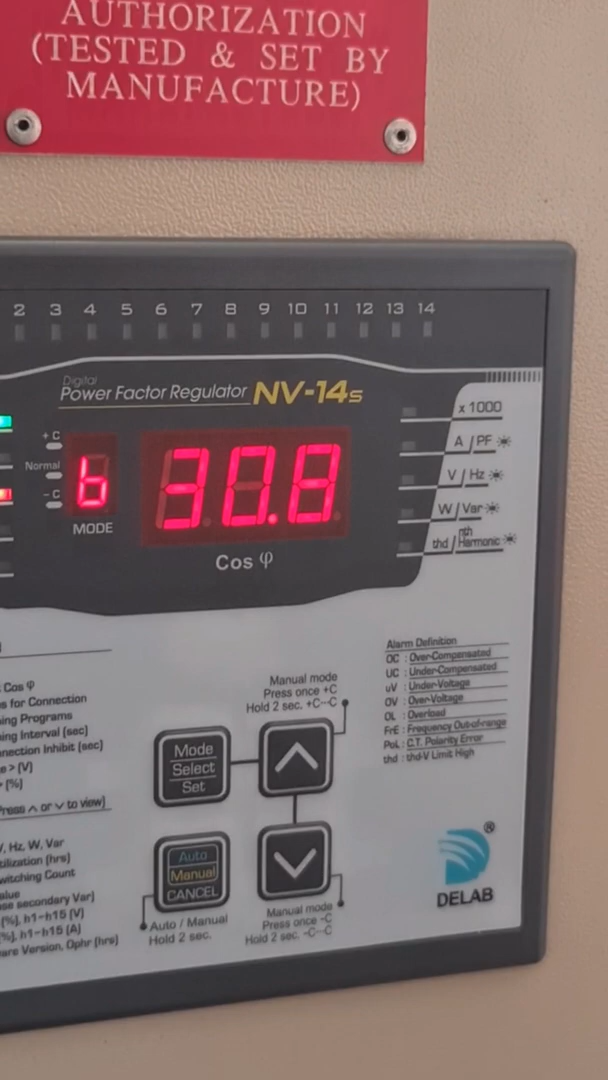 AUTHORIZATION
(TESTED & SET BY
MANUFACTURE)
2 3 4 5 6 7 8 9 10 11 12 13 14
Digital
Power Factor Regulator NV-14s
+C
Normal
-C
b
MODE
30.8
Cos φ
x 1000
A / PF
V / Hz
W / Var
thd / nth Harmonic
Cos φ
s for Connection
ing Programs
ing Interval (sec)
nection Inhibit (sec)
e > (V)
> (%)
Press ∧ or ∨ to view)
V, Hz, W, Var
tilization (hrs)
witching Count
alue
se secondary Var)
(%), h1~h15 (V)
%), h1~h15 (A)
are Version, Ophr (hrs)
Manual mode
Press once +C
Hold 2 sec. +C--C
Mode
Select
Set
Auto
Manual
CANCEL
Auto / Manual
Hold 2 sec.
Manual mode
Press once -C
Hold 2 sec. -C--C
Alarm Definition
OC : Over-Compensated
UC : Under-Compensated
uV : Under-Voltage
OV : Over-Voltage
OL : Overload
FrE : Frequency Out-of-range
PoL : C.T. Polarity Error
thd : thd-V Limit High
®
DELAB